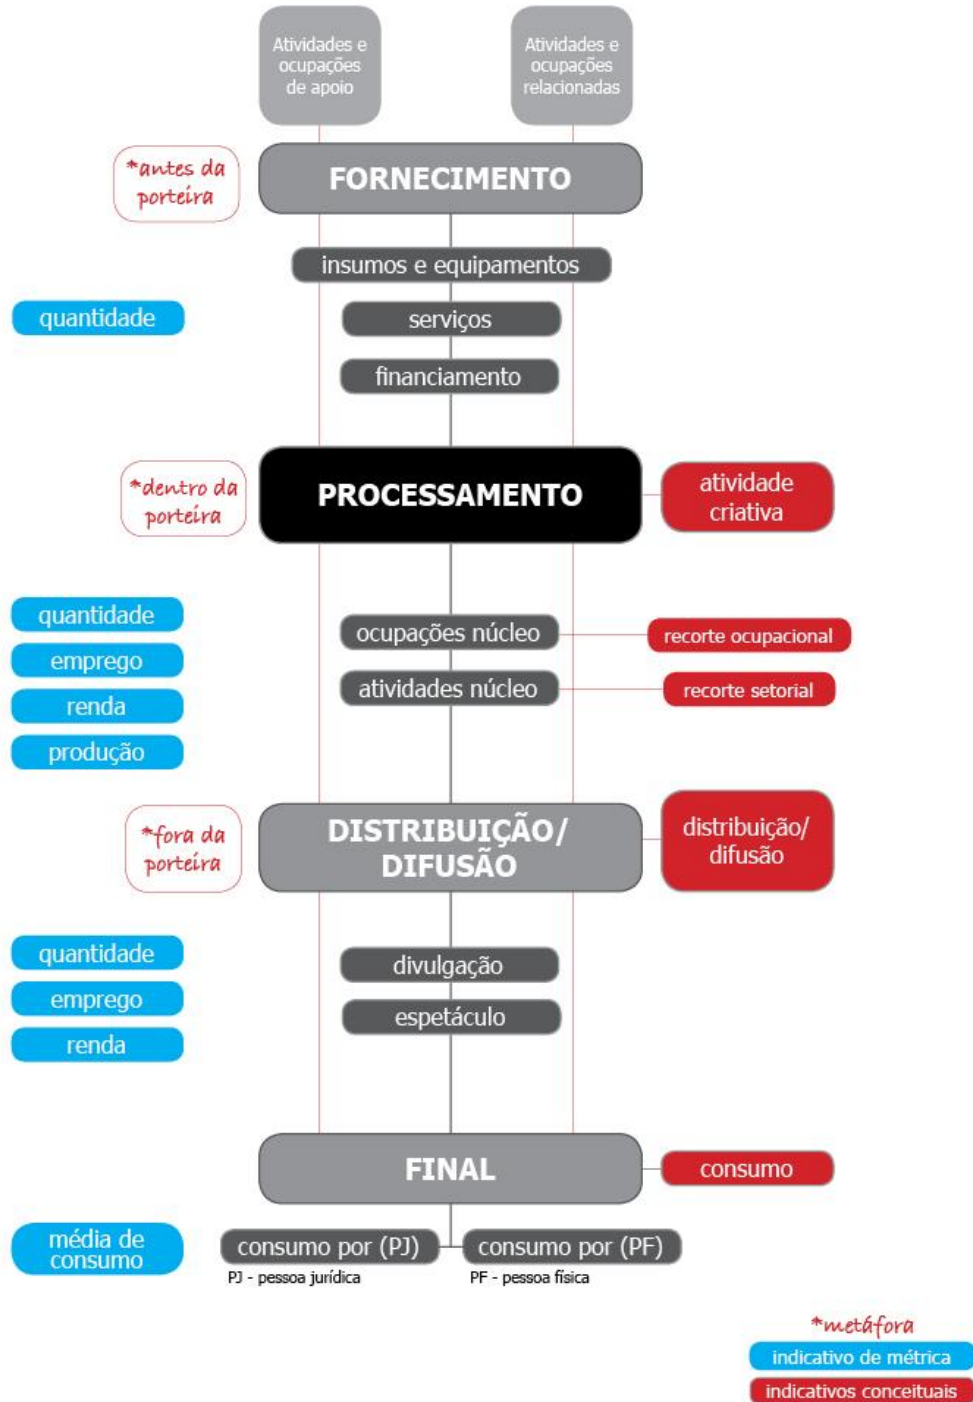 Atividades e
ocupações
de apoio
Atividades e
ocupações
relacionadas
*antes da
porteira
FORNECIMENTO
insumos e equipamentos
quantidade
serviços
financiamento
*dentro da
porteira
PROCESSAMENTO
atividade
criativa
quantidade
ocupações núcleo
recorte ocupacional
emprego
atividades núcleo
recorte setorial
renda
produção
*fora da
porteira
DISTRIBUIÇÃO/
DIFUSÃO
distribuição/
difusão
quantidade
divulgação
emprego
espetáculo
renda
FINAL
consumo
média de
consumo
consumo por (PJ)
consumo por (PF)
PJ - pessoa jurídica
PF - pessoa física
*metáfora
indicativo de métrica
indicativos conceituais